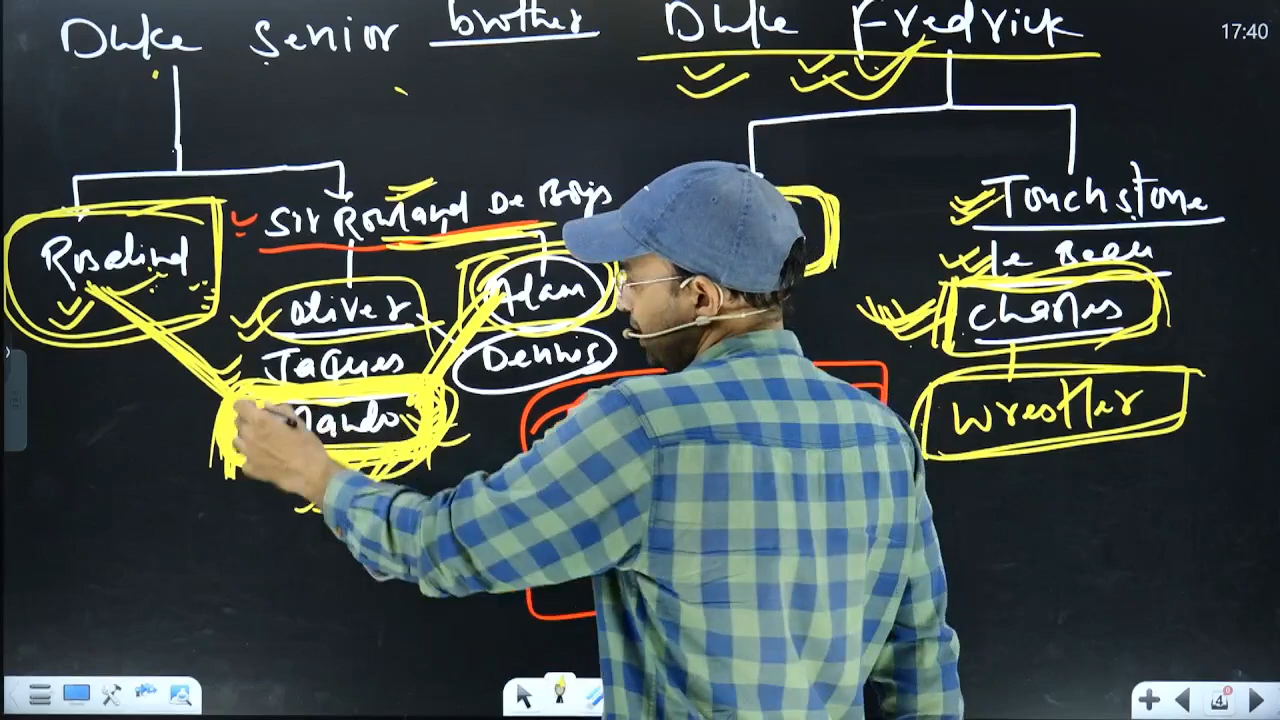 Duke Senior brother Duke Fredrick
17:40
Sir Rowland De Boys
Touchstone
Rosalind
le Beau
Oliver
Adam
Charles
Jaques
Dennis
Wrestler
4